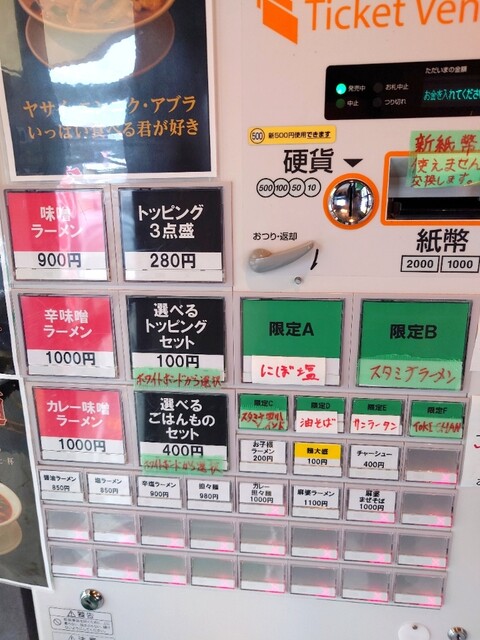 Ticket Ven
ヤサイ
ク・アブラ
いっぱい食べる君が好き
ただいまの金額
発売中
お札中止
中止
つり切れ
お金を入れてくださ
500 新500円使用できます
硬貨
500 100 50 10
新紙幣
使えません
交換します。
おつり・返却
紙幣
2000 1000
味噌
ラーメン
900円
トッピング
3点盛
280円
辛味噌
ラーメン
1000円
選べる
トッピング
セット
100円
ホワイトボードから選択
限定A
にぼ塩
限定B
スタミナラーメン
カレー味噌
ラーメン
1000円
選べる
ごはんもの
セット
400円
ホワイトボードから選択
限定C
限定D
油そば
限定E
サンラータン
限定F
お子様
ラーメン
200円
麺大盛
100円
チャーシュー
400円
醤油ラーメン
850円
塩ラーメン
850円
辛塩ラーメン
900円
担々麺
980円
カレー
担々麺
1000円
麻婆ラーメン
1100円
麻婆
まぜそば
1000円